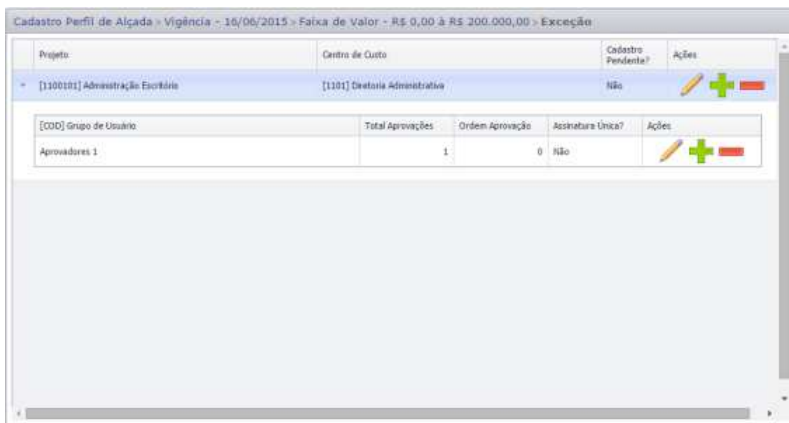 Cadastro Perfil de Alçada > Vigência - 16/06/2015 > Faixa de Valor - R$ 0,00 à R$ 200.000,00 > Exceção
Projeto Centro de Custo Cadastro Pendente? Ações
[1100101] Administração Escritório [1101] Diretoria Administrativa Não
[COD] Grupo de Usuário Total Aprovações Ordem Aprovação Assinatura Única? Ações
Aprovadores 1 1 0 Não